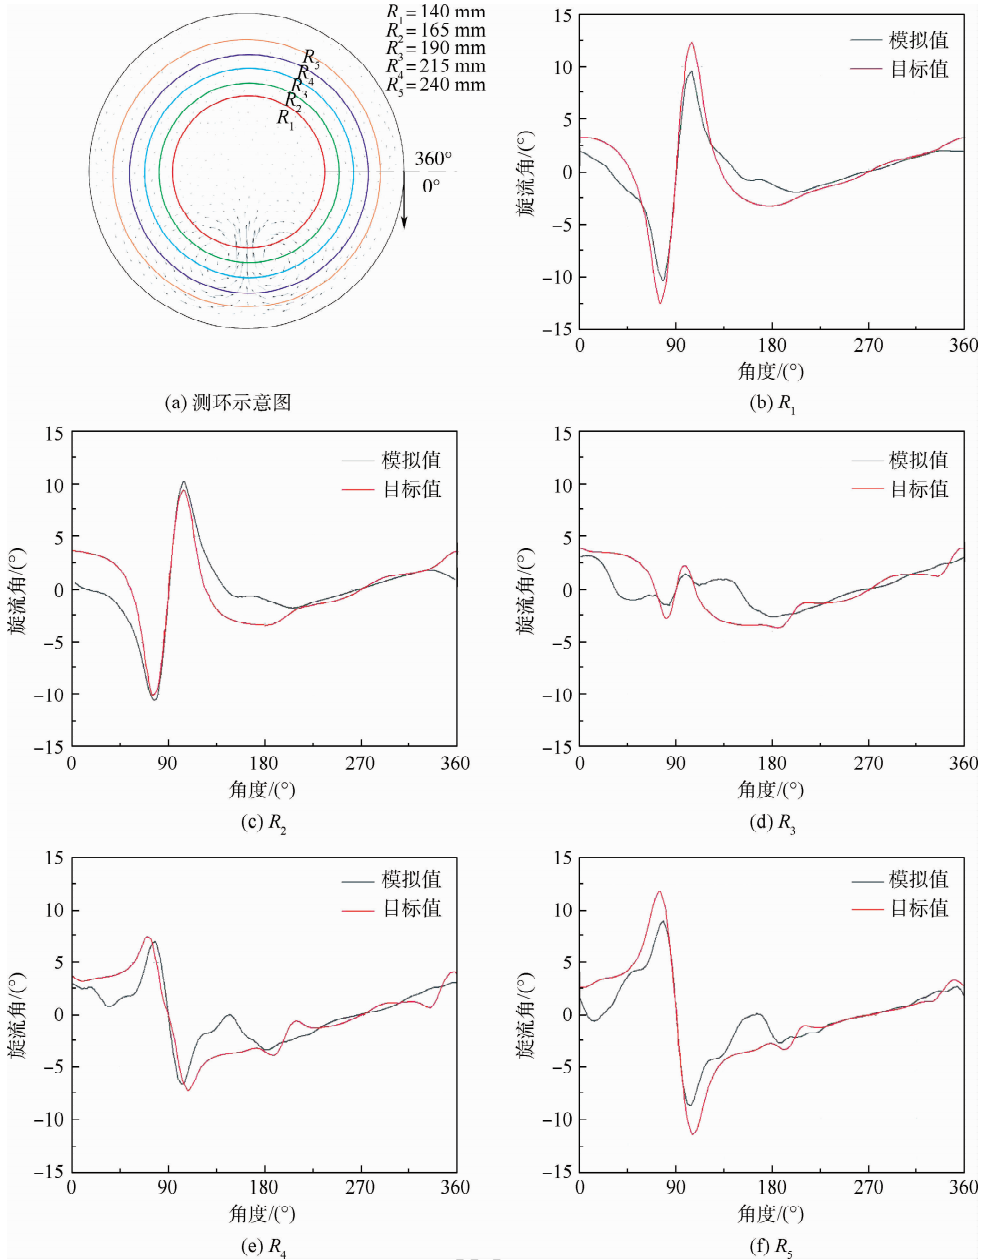 R1 = 140 mm
R2 = 165 mm
R3 = 190 mm
R4 = 215 mm
R5 = 240 mm
R5
R4
R3
R2
R1
360°
0°
(a) 测环示意图
模拟值
目标值
旋流角/(°)
15
10
5
0
−5
−10
−15
0 90 180 270 360
角度/(°)
(b) R1
模拟值
目标值
旋流角/(°)
15
10
5
0
−5
−10
−15
0 90 180 270 360
角度/(°)
(c) R2
模拟值
目标值
旋流角/(°)
15
10
5
0
−5
−10
−15
0 90 180 270 360
角度/(°)
(d) R3
模拟值
目标值
旋流角/(°)
15
10
5
0
−5
−10
−15
0 90 180 270 360
角度/(°)
(e) R4
模拟值
目标值
旋流角/(°)
15
10
5
0
−5
−10
−15
0 90 180 270 360
角度/(°)
(f) R5